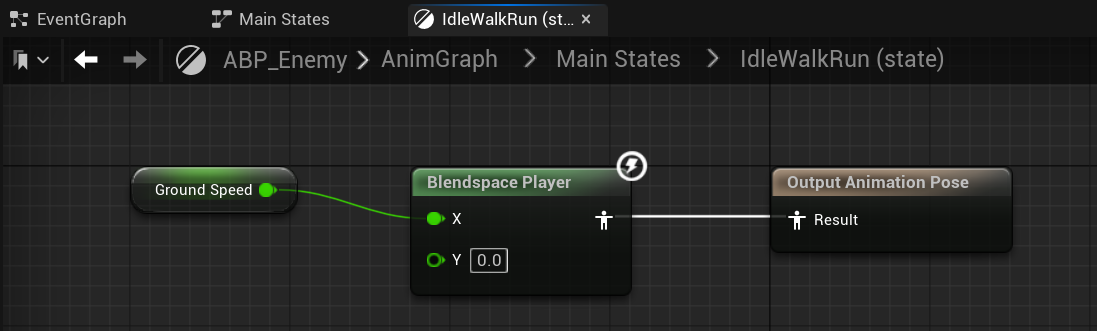 EventGraph
Main States
IdleWalkRun (st...
ABP_Enemy > AnimGraph > Main States > IdleWalkRun (state)
Ground Speed
Blendspace Player
X
Y 0.0
Output Animation Pose
Result